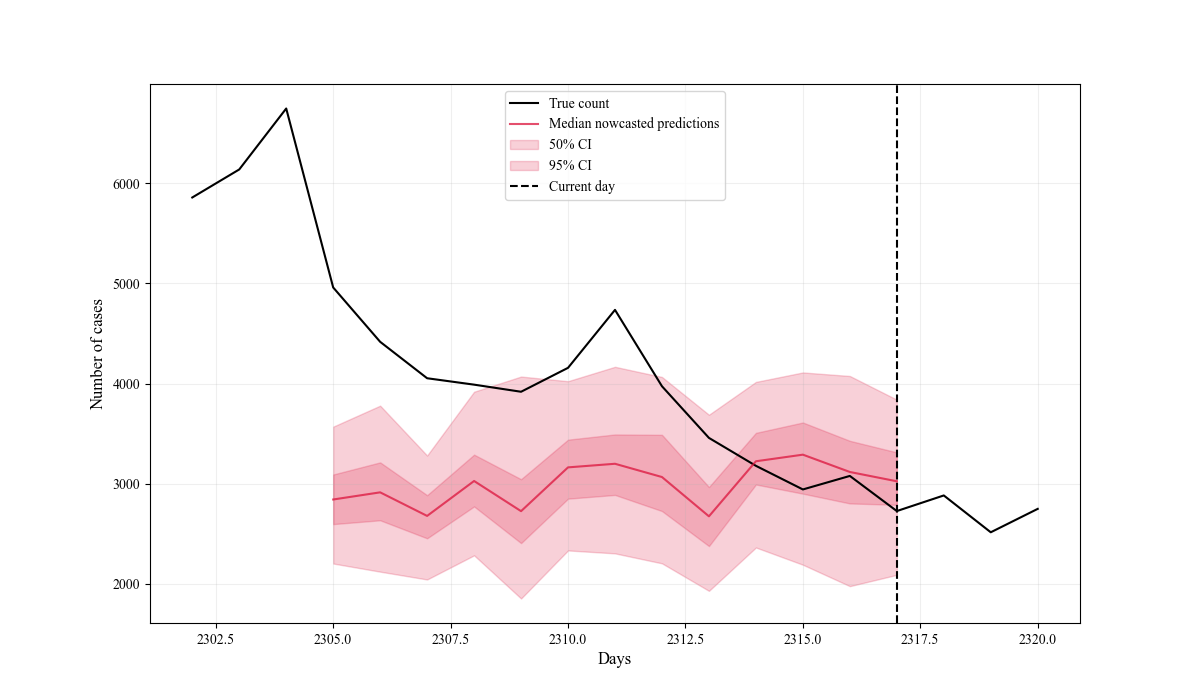 True count
Median nowcasted predictions
50% CI
95% CI
Current day
Number of cases
6000
5000
4000
3000
2000
2302.5 2305.0 2307.5 2310.0 2312.5 2315.0 2317.5 2320.0
Days